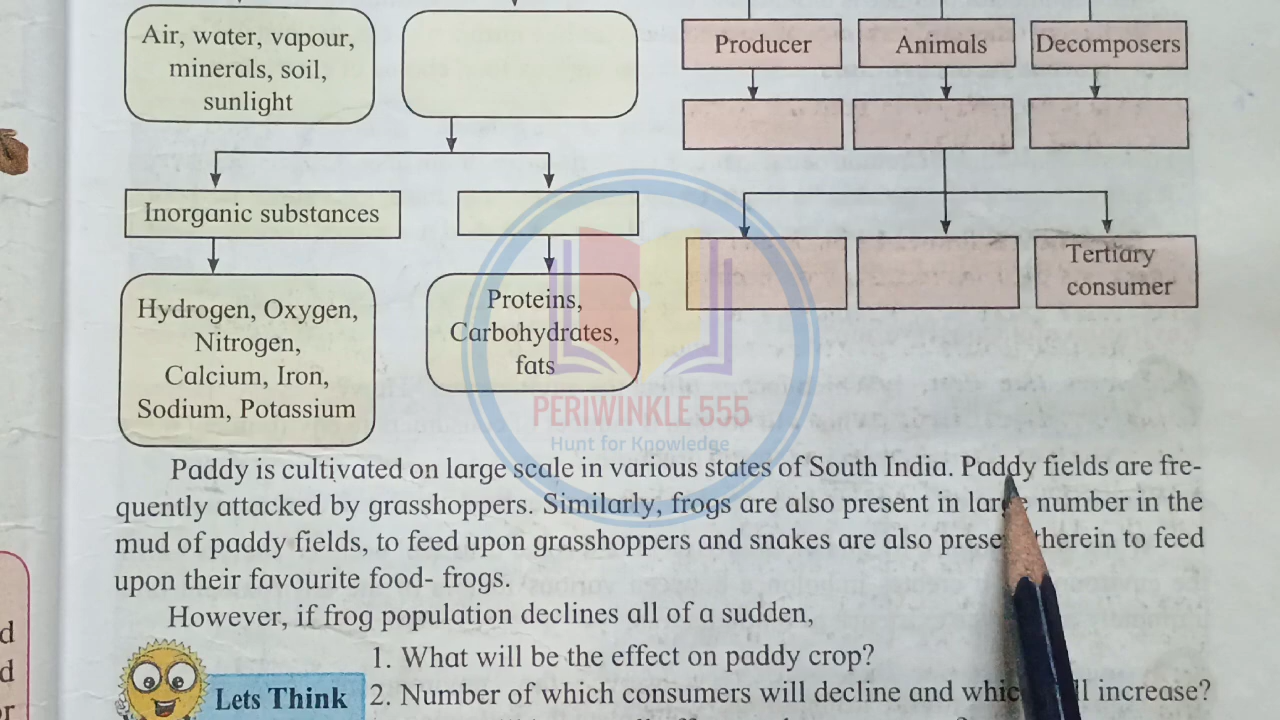 Air, water, vapour,
minerals, soil,
sunlight
Producer
Animals
Decomposers
Inorganic substances
Hydrogen, Oxygen,
Nitrogen,
Calcium, Iron,
Sodium, Potassium
Proteins,
Carbohydrates,
fats
Tertiary
consumer
PERIWINKLE 555
Hunt for Knowledge
Paddy is cultivated on large scale in various states of South India. Paddy fields are fre-
quently attacked by grasshoppers. Similarly, frogs are also present in large number in the
mud of paddy fields, to feed upon grasshoppers and snakes are also present therein to feed
upon their favourite food- frogs.
However, if frog population declines all of a sudden,
1. What will be the effect on paddy crop?
Lets Think
2. Number of which consumers will decline and which will increase?
d
d